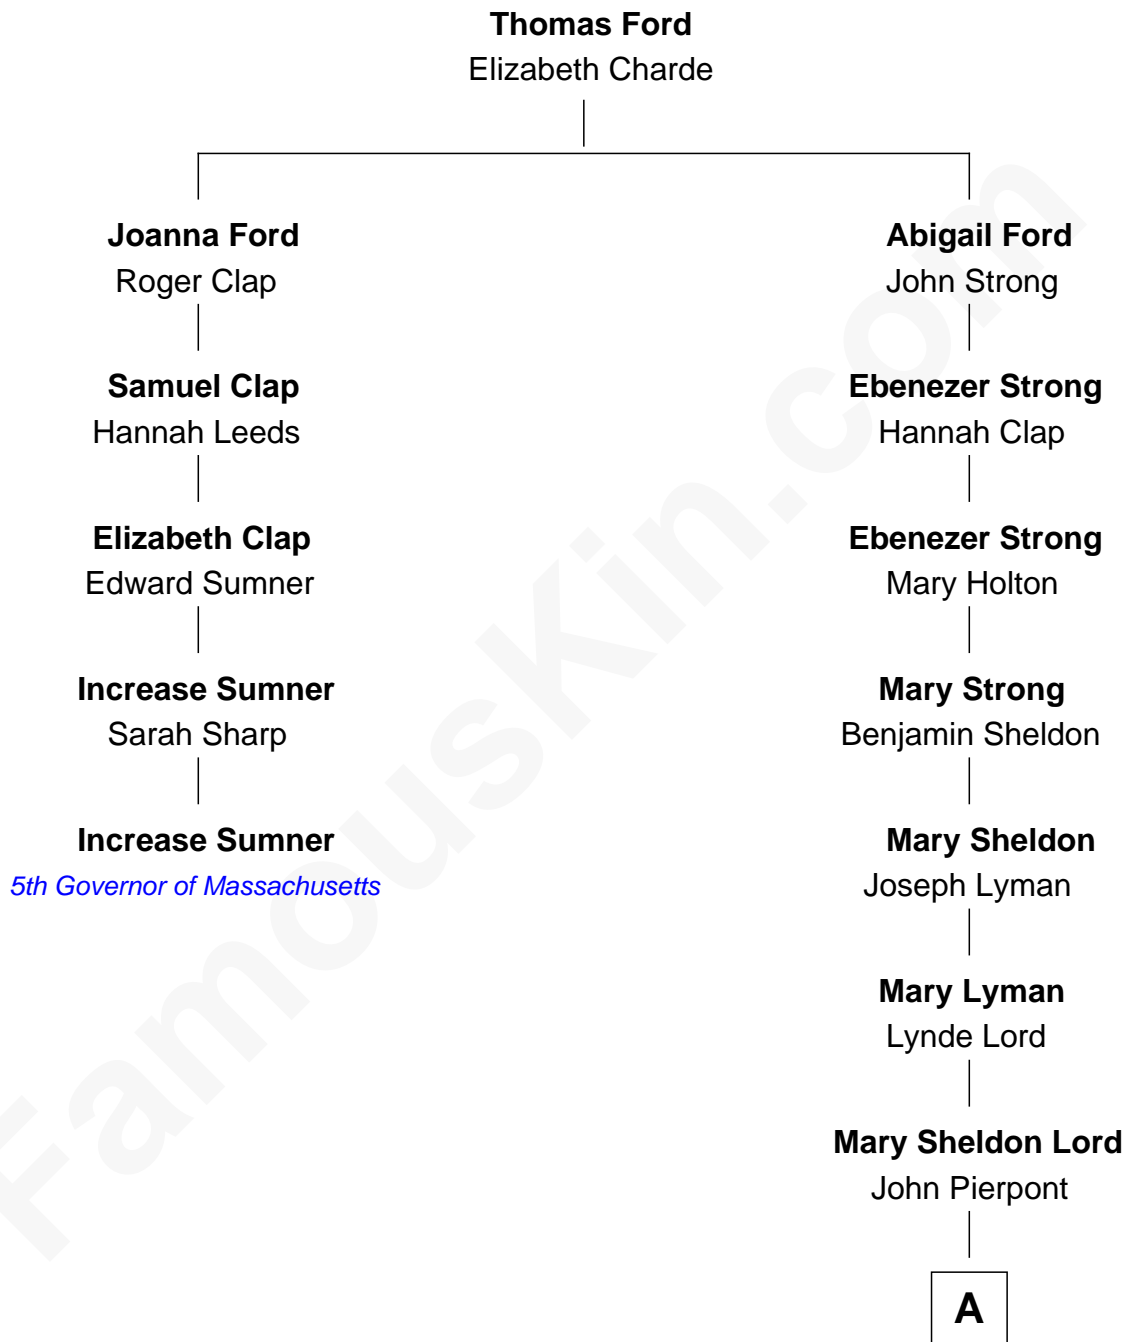 Thomas Ford
Elizabeth Charde
Joanna Ford
Roger Clap
Samuel Clap
Hannah Leeds
Elizabeth Clap
Edward Sumner
Increase Sumner
Sarah Sharp
Increase Sumner
5th Governor of Massachusetts
Abigail Ford
John Strong
Ebenezer Strong
Hannah Clap
Ebenezer Strong
Mary Holton
Mary Strong
Benjamin Sheldon
Mary Sheldon
Joseph Lyman
Mary Lyman
Lynde Lord
Mary Sheldon Lord
John Pierpont
A
FamousKin.com